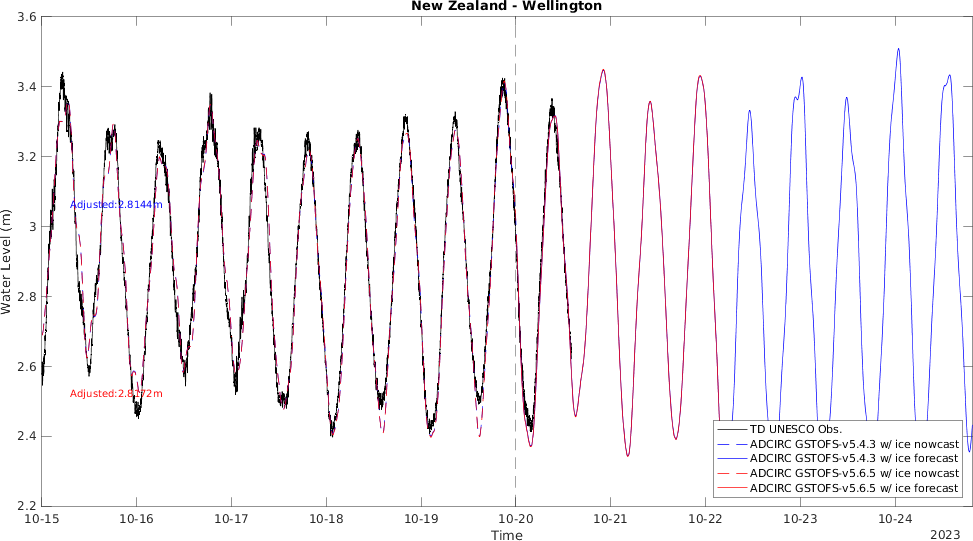 New Zealand - Wellington
3.6
3.4
3.2
3
2.8
2.6
2.4
2.2
Water Level (m)
Adjusted:2.8144m
Adjusted:2.8172m
TD UNESCO Obs.
ADCIRC GSTOFS-v5.4.3 w/ ice nowcast
ADCIRC GSTOFS-v5.4.3 w/ ice forecast
ADCIRC GSTOFS-v5.6.5 w/ ice nowcast
ADCIRC GSTOFS-v5.6.5 w/ ice forecast
10-15 10-16 10-17 10-18 10-19 10-20 10-21 10-22 10-23 10-24
Time
2023